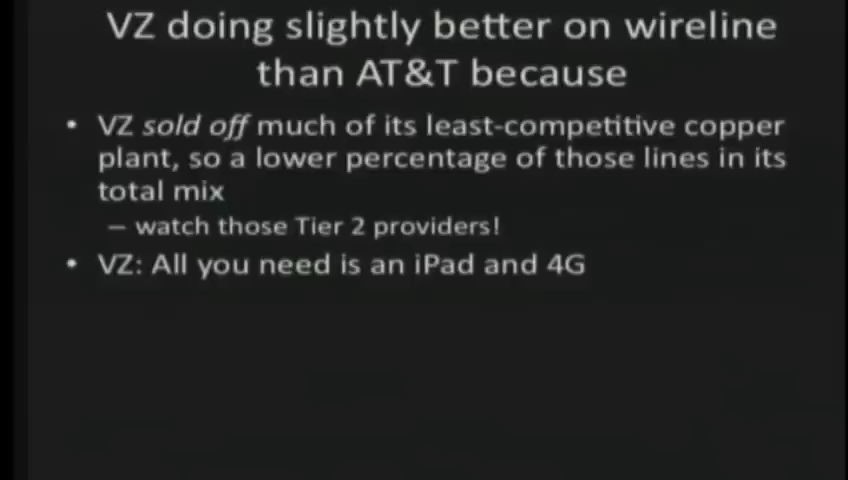 VZ doing slightly better on wireline
than AT&T because
• VZ sold off much of its least-competitive copper
plant, so a lower percentage of those lines in its
total mix
– watch those Tier 2 providers!
• VZ: All you need is an iPad and 4G